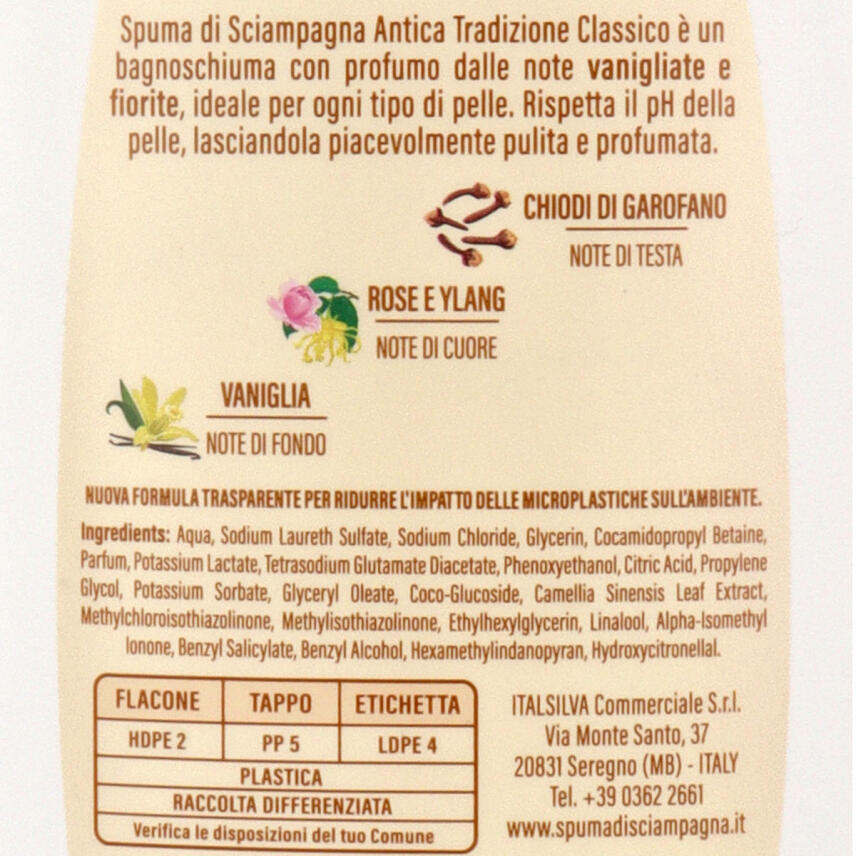 Spuma di Sciampagna Antica Tradizione Classico è un
bagnoschiuma con profumo dalle note vanigliate e
fiorite, ideale per ogni tipo di pelle. Rispetta il pH della
pelle, lasciandola piacevolmente pulita e profumata.
CHIODI DI GAROFANO
NOTE DI TESTA
ROSE E YLANG
NOTE DI CUORE
VANIGLIA
NOTE DI FONDO
NUOVA FORMULA TRASPARENTE PER RIDURRE L'IMPATTO DELLE MICROPLASTICHE SULL'AMBIENTE.
Ingredients: Aqua, Sodium Laureth Sulfate, Sodium Chloride, Glycerin, Cocamidopropyl Betaine,
Parfum, Potassium Lactate, Tetrasodium Glutamate Diacetate, Phenoxyethanol, Citric Acid, Propylene
Glycol, Potassium Sorbate, Glyceryl Oleate, Coco-Glucoside, Camellia Sinensis Leaf Extract,
Methylchloroisothiazolinone, Methylisothiazolinone, Ethylhexylglycerin, Linalool, Alpha-Isomethyl
Ionone, Benzyl Salicylate, Benzyl Alcohol, Hexamethylindanopyran, Hydroxycitronellal.
FLACONE TAPPO ETICHETTA
HDPE 2 PP 5 LDPE 4
PLASTICA
RACCOLTA DIFFERENZIATA
Verifica le disposizioni del tuo Comune
ITALSILVA Commerciale S.r.l.
Via Monte Santo, 37
20831 Seregno (MB) - ITALY
Tel. +39 0362 2661
www.spumadisciampagna.it